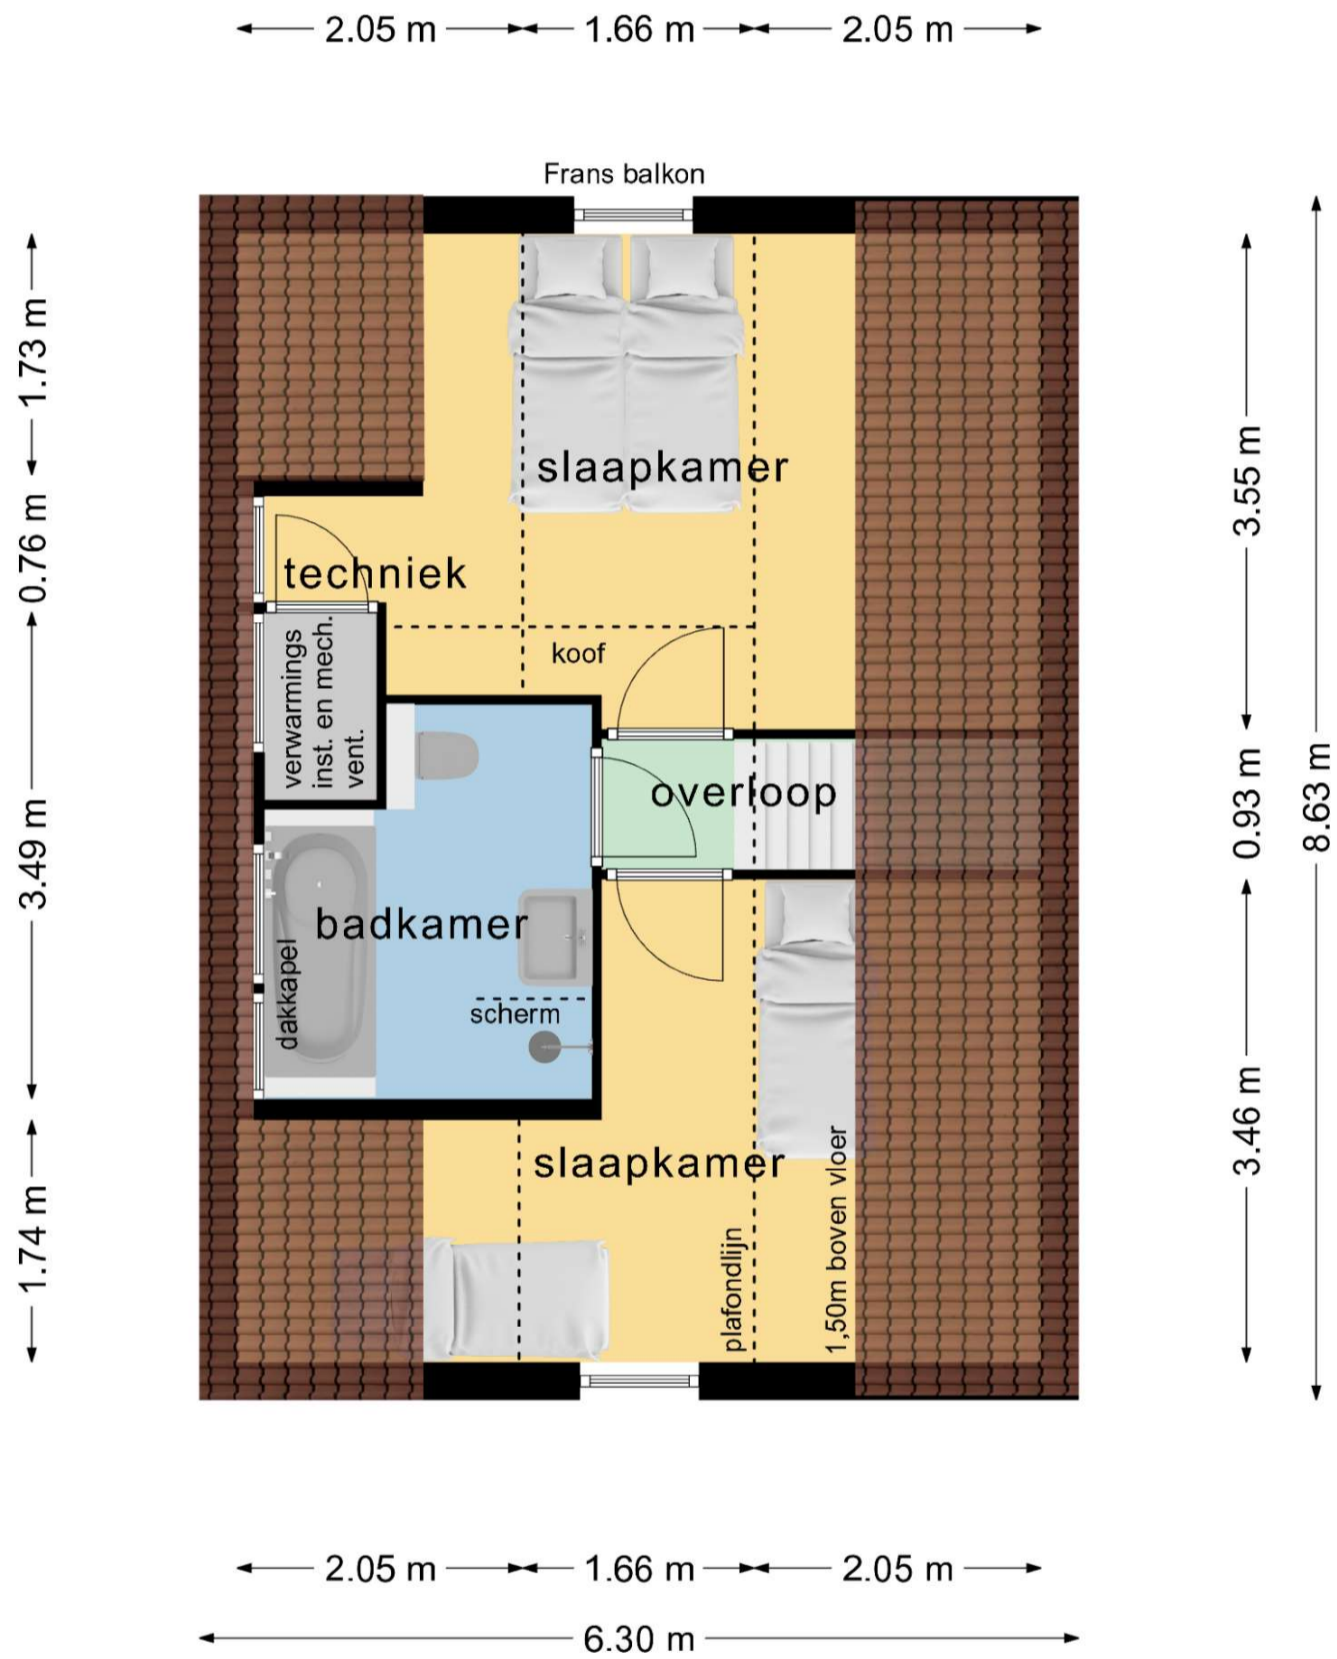 2.05 m
1.66 m
2.05 m
Frans balkon
1.73 m
0.76 m
3.49 m
1.74 m
slaapkamer
techniek
koof
verwarmings
inst. en mech.
vent.
overloop
badkamer
dakkapel
scherm
slaapkamer
plafondlijn
1,50m boven vloer
3.55 m
0.93 m
3.46 m
8.63 m
2.05 m
1.66 m
2.05 m
6.30 m